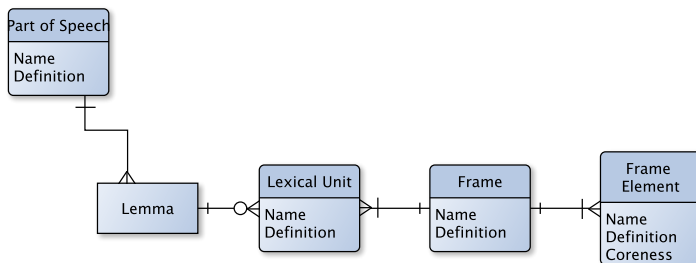 Part of Speech
Name
Definition
Lemma
Lexical Unit
Name
Definition
Frame
Name
Definition
Frame
Element
Name
Definition
Coreness